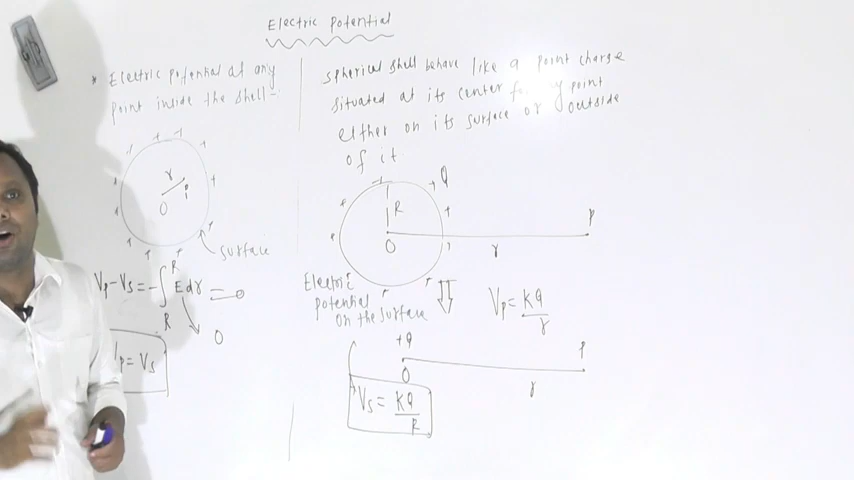 Electric Potential
* Electric potential at any
point inside the shell-
r
O
P
surface
Vp-Vs = -∫ E dr = 0
R
R
0
Vp = Vs
spherical shell behave like a point charge
situated at its center for point
either on its surface or outside
of it
Q
R
O
r
P
Electric
potential
on the surface
Vp = KQ/r
+Q
O
r
P
Vs = KQ/R